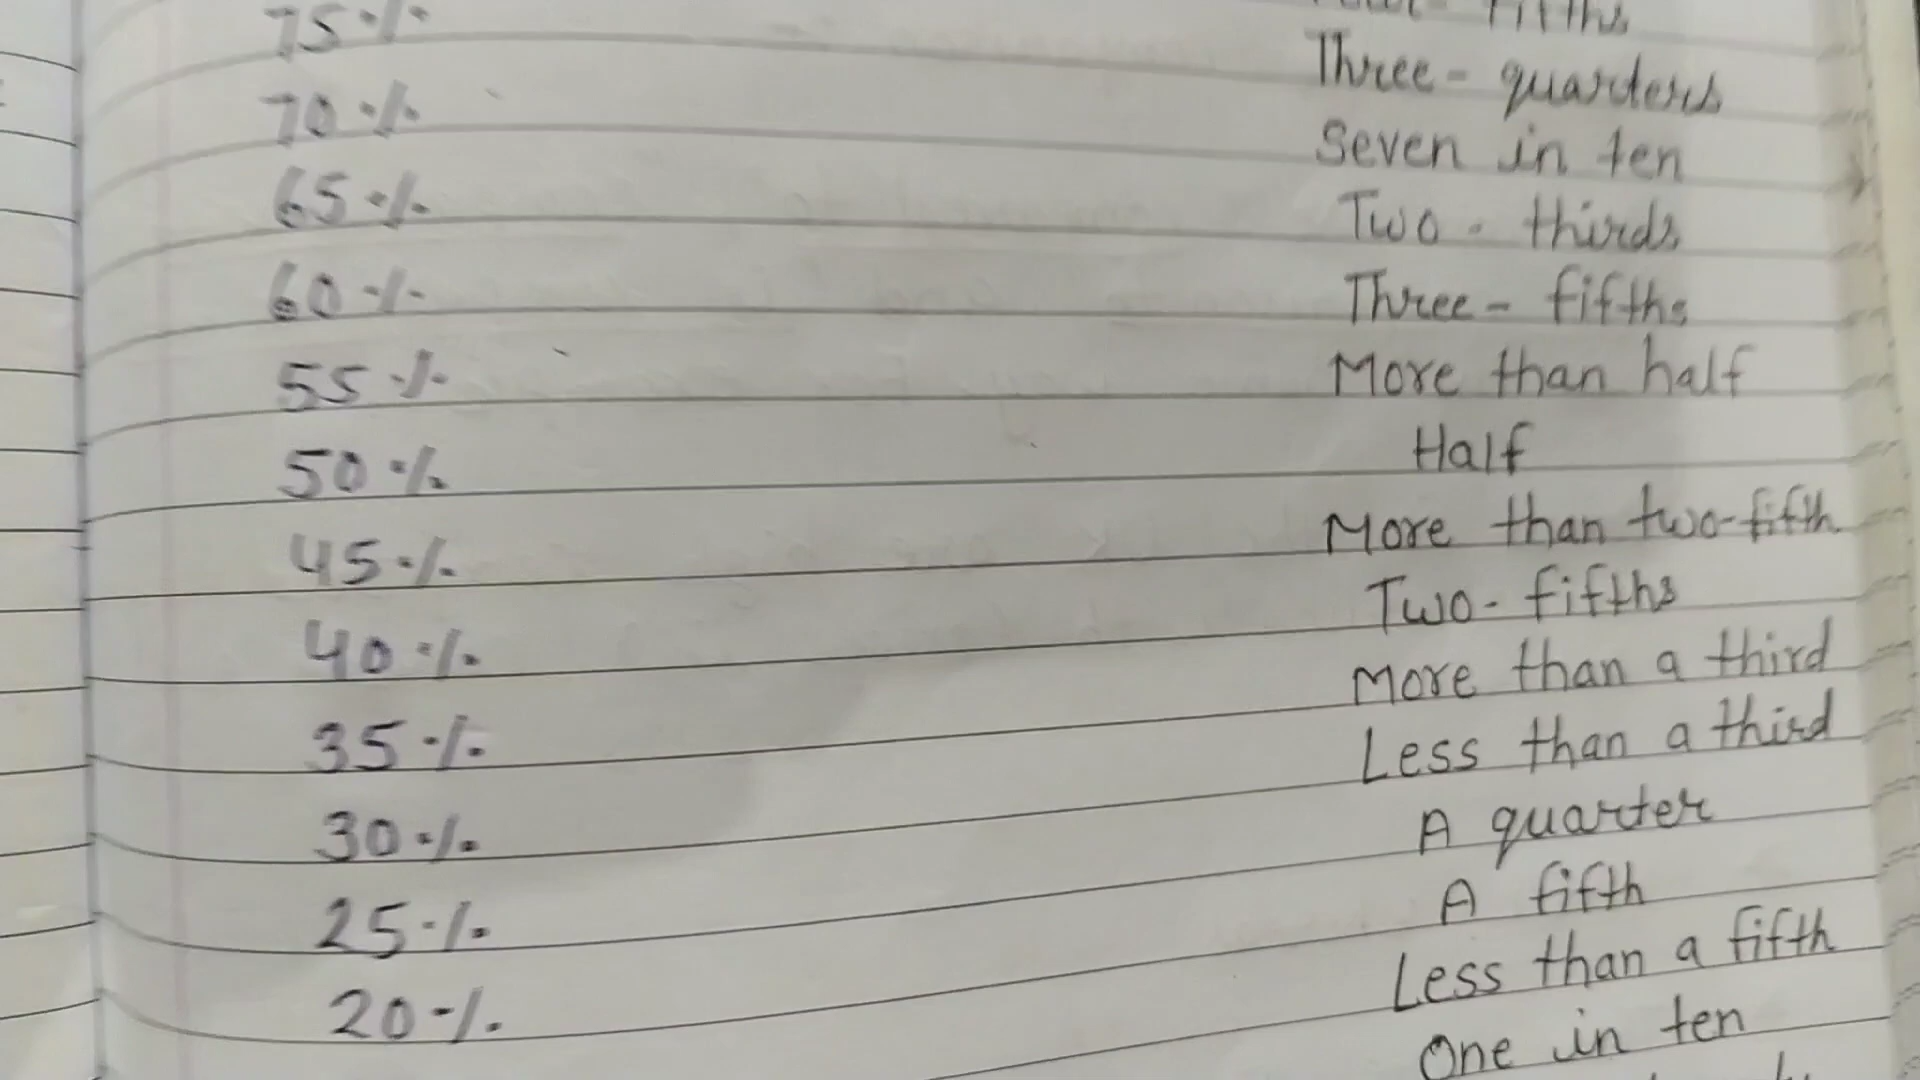 fifths
75% Three-quarters
70% Seven in ten
65% Two-thirds
60% Three-fifths
55% More than half
50% Half
45% More than two-fifth
40% Two-fifths
35% More than a third
30% Less than a third
25% A quarter
20% A fifth
Less than a fifth
One in ten